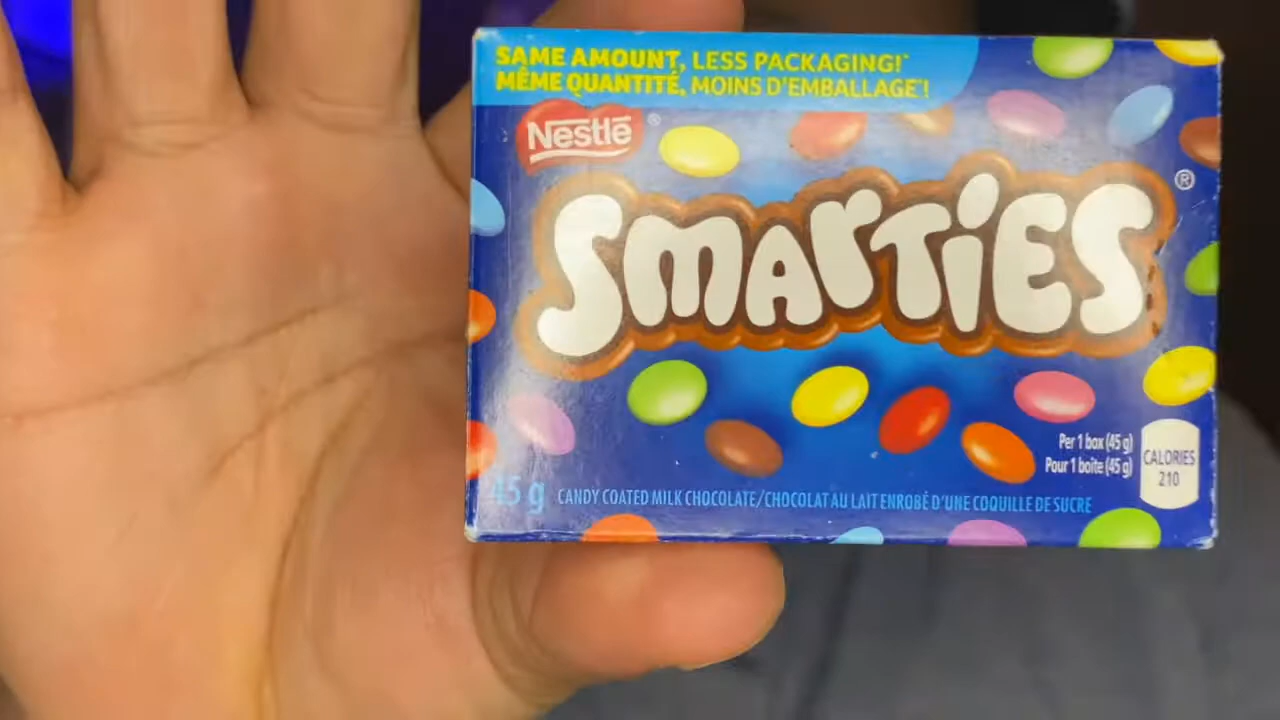 SAME AMOUNT, LESS PACKAGING!*
MÊME QUANTITÉ, MOINS D'EMBALLAGE*!
Nestlé®
SMARTIES®
Per 1 box (45 g)
Pour 1 boîte (45 g)
CALORIES
210
45 g CANDY COATED MILK CHOCOLATE/CHOCOLAT AU LAIT ENROBÉ D'UNE COQUILLE DE SUCRE